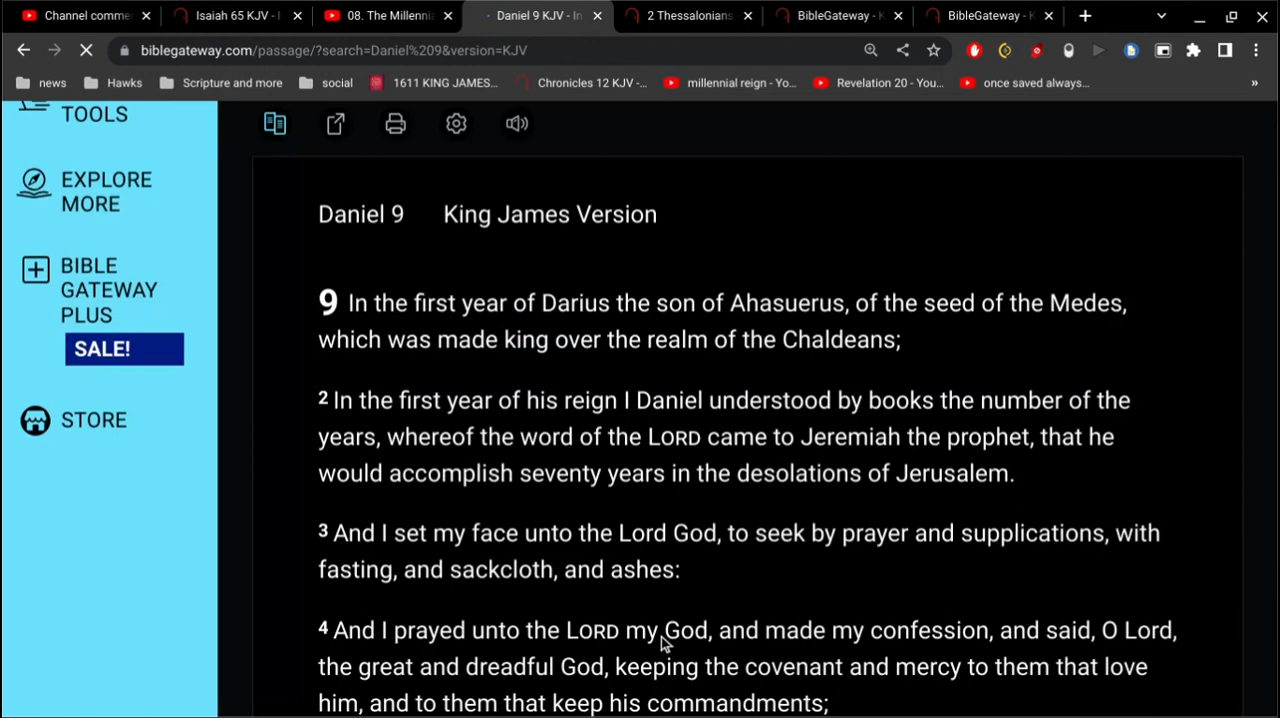 Channel comme
Isaiah 65 KJV - I
08. The Millennia
Daniel 9 KJV - In
2 Thessalonians
BibleGateway - K
BibleGateway - K
biblegateway.com/passage/?search=Daniel%209&version=KJV
news
Hawks
Scripture and more
social
1611 KING JAMES...
Chronicles 12 KJV -...
millennial reign - Yo...
Revelation 20 - You...
once saved always...
»
TOOLS
EXPLORE
MORE
BIBLE
GATEWAY
PLUS
SALE!
STORE
Daniel 9 King James Version
9 In the first year of Darius the son of Ahasuerus, of the seed of the Medes,
which was made king over the realm of the Chaldeans;
2 In the first year of his reign I Daniel understood by books the number of the
years, whereof the word of the LORD came to Jeremiah the prophet, that he
would accomplish seventy years in the desolations of Jerusalem.
3 And I set my face unto the Lord God, to seek by prayer and supplications, with
fasting, and sackcloth, and ashes:
4 And I prayed unto the LORD my God, and made my confession, and said, O Lord,
the great and dreadful God, keeping the covenant and mercy to them that love
him, and to them that keep his commandments;